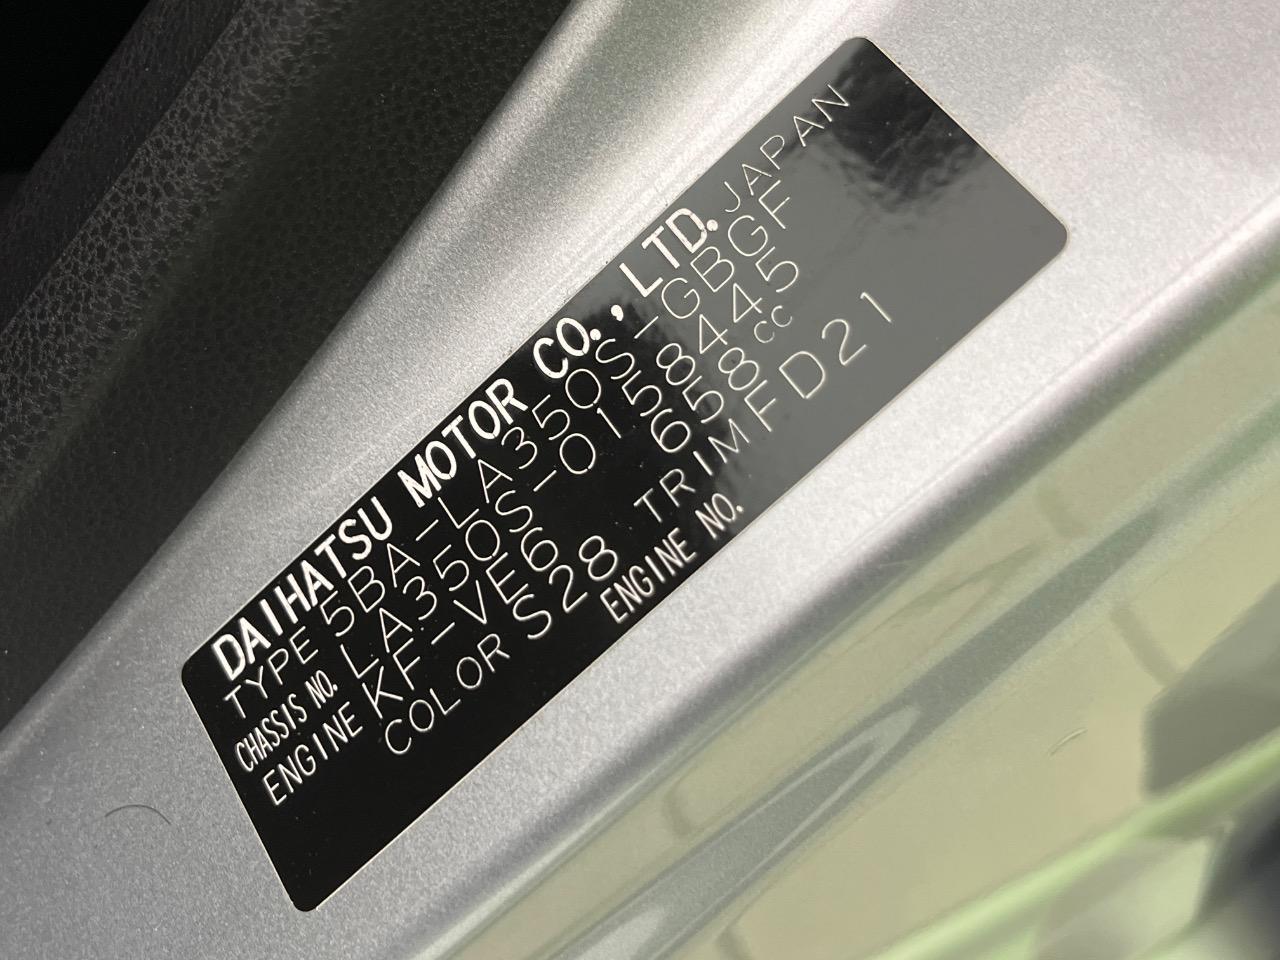 DAIHATSU MOTOR CO., LTD. JAPAN
TYPE 5BA-LA350S-GBGF
CHASSIS NO. LA350S-0158445
ENGINE KF-VE6 658cc
COLOR S28 TRIM FD21
ENGINE NO.